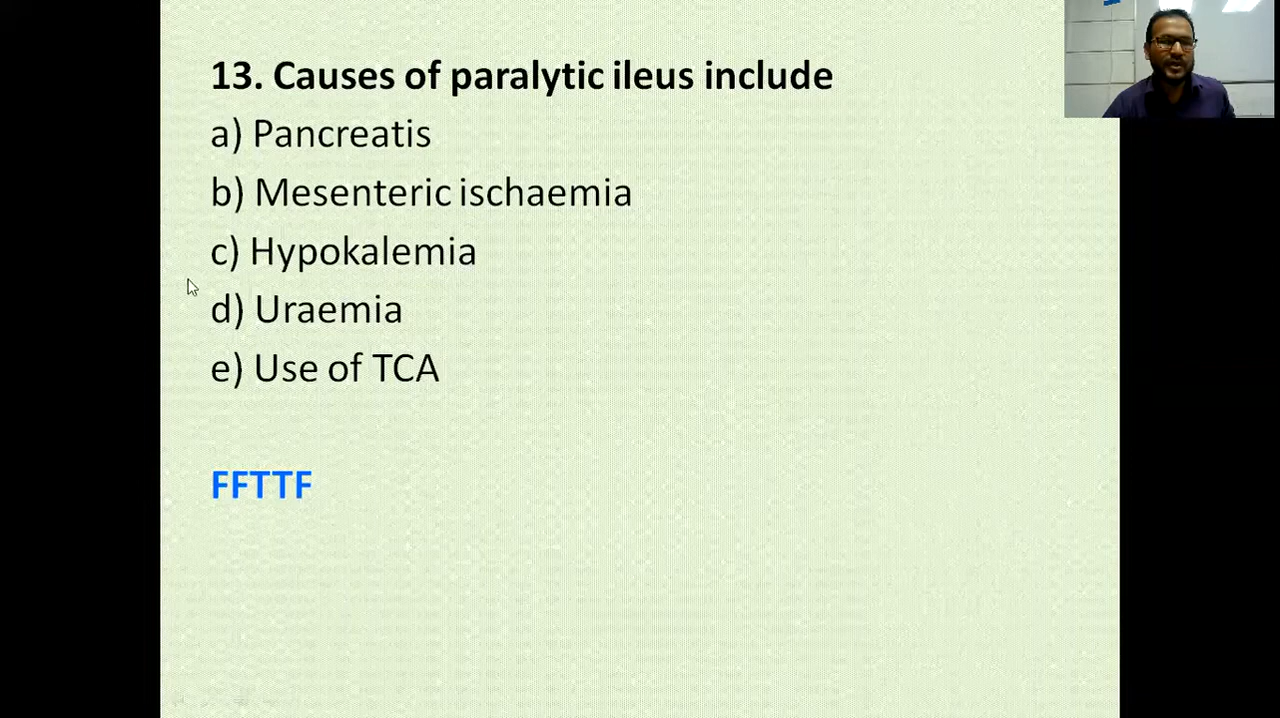 13. Causes of paralytic ileus include
a) Pancreatis
b) Mesenteric ischaemia
c) Hypokalemia
d) Uraemia
e) Use of TCA
FFTTF